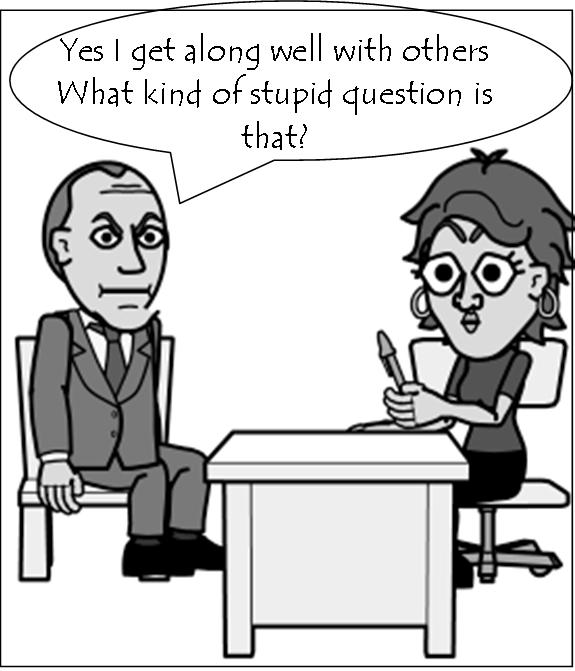 Yes I get along well with others
What kind of stupid question is
that?